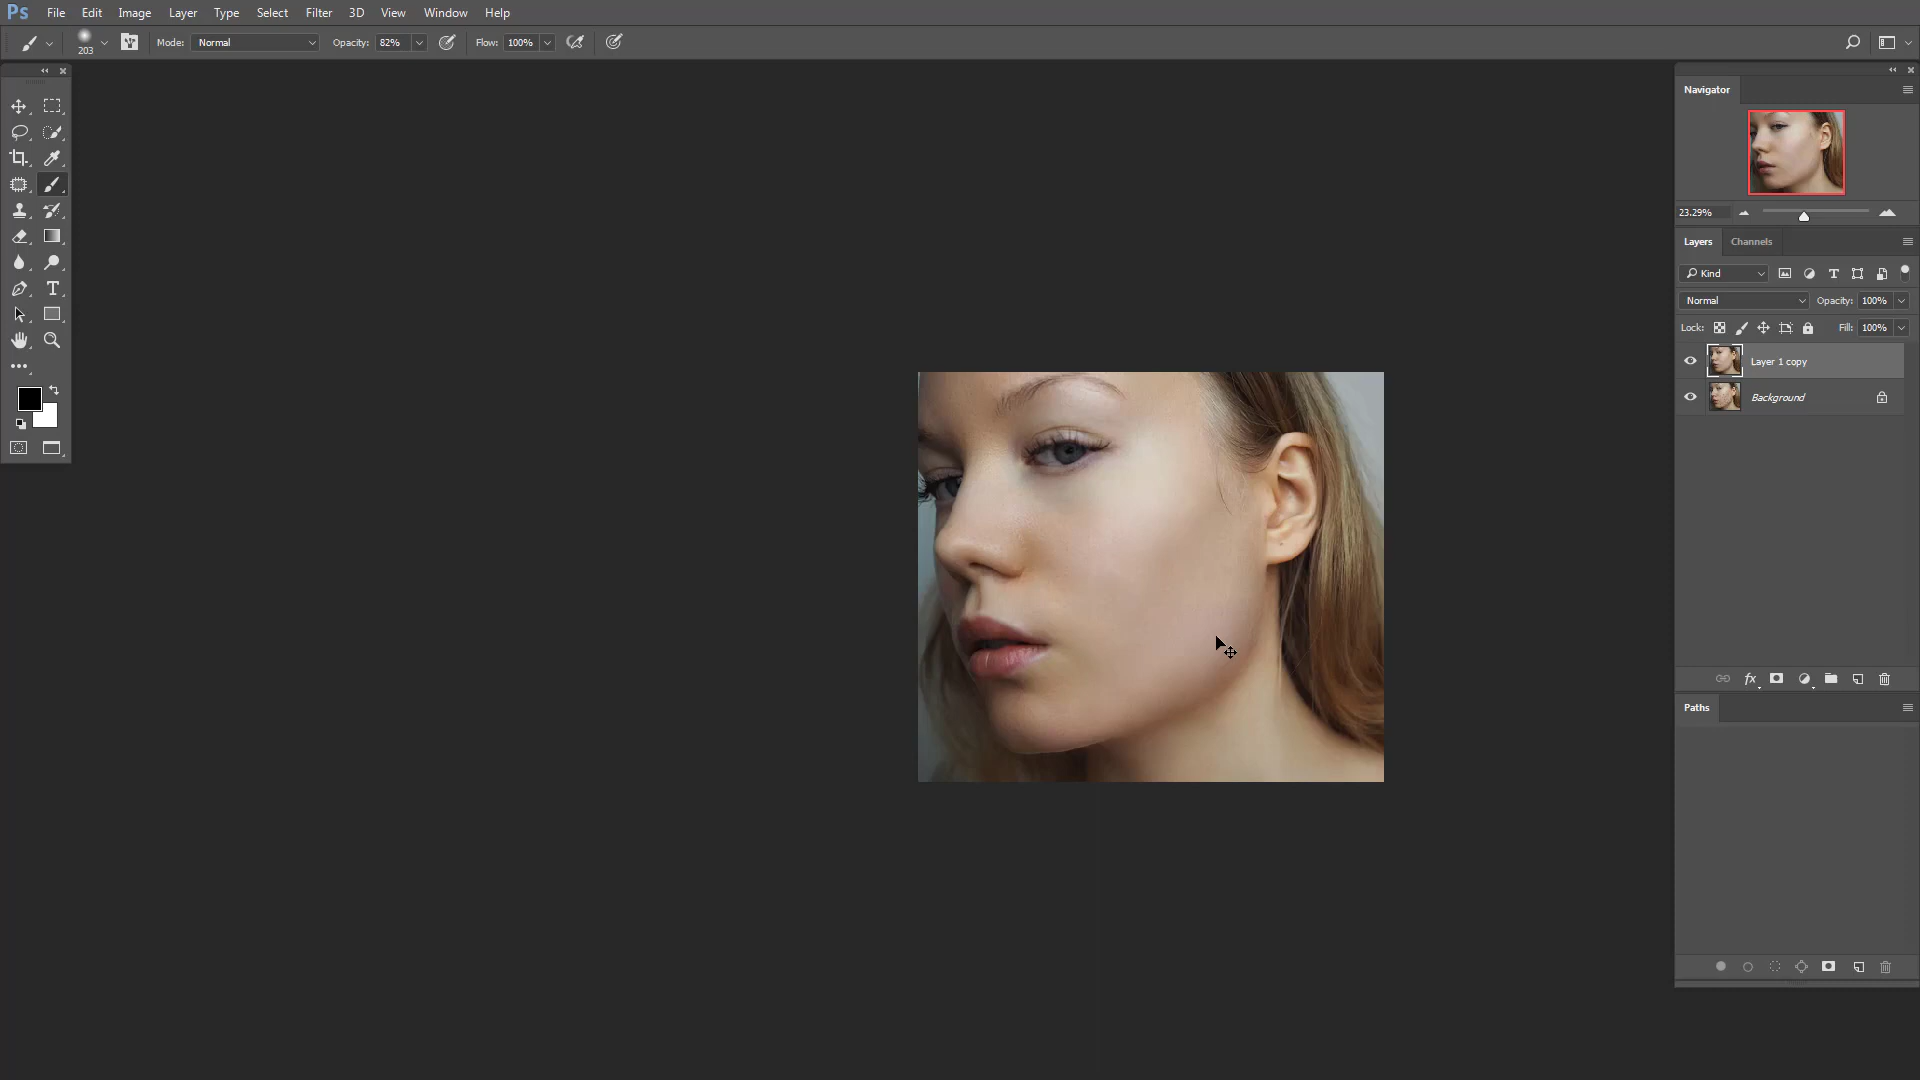 Ps File Edit Image Layer Type Select Filter 3D View Window Help
203 Mode: Normal Opacity: 82% Flow: 100%
Navigator
23.29%
Layers Channels
Kind
Normal Opacity: 100%
Lock: Fill: 100%
Layer 1 copy
Background
fx
Paths